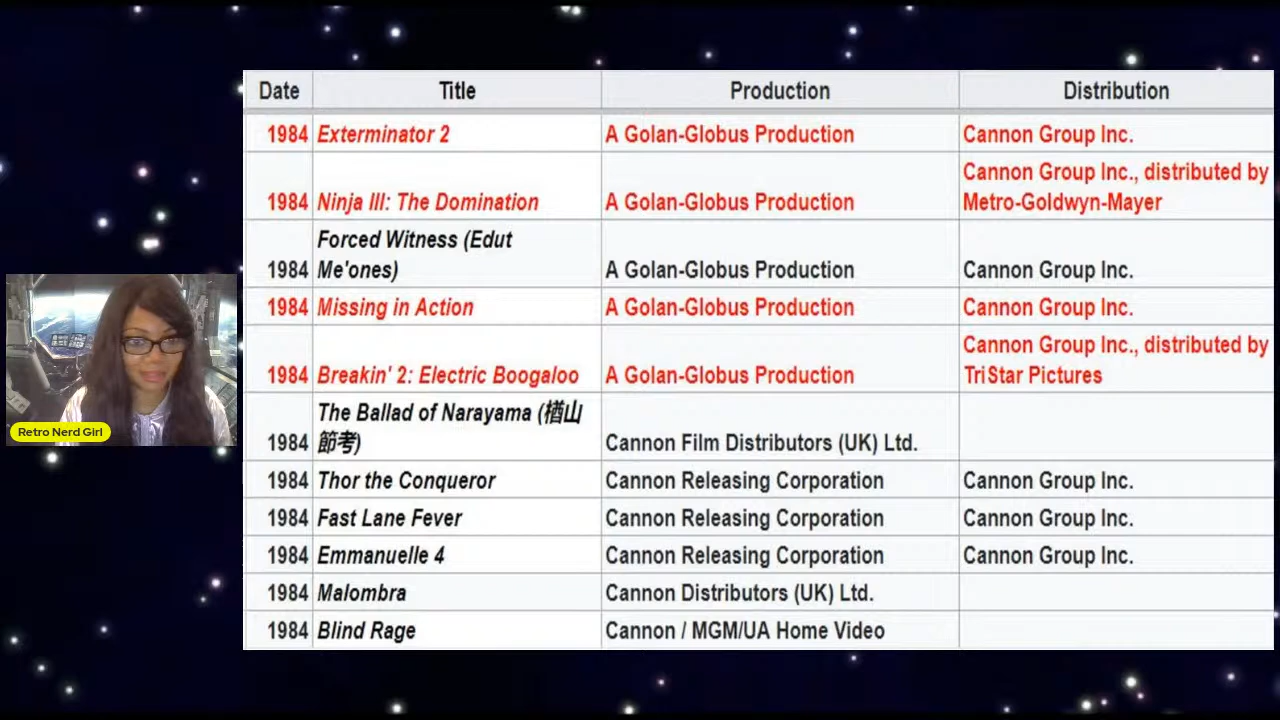 Date Title Production Distribution
1984 Exterminator 2 A Golan-Globus Production Cannon Group Inc.
Cannon Group Inc., distributed by
1984 Ninja III: The Domination A Golan-Globus Production Metro-Goldwyn-Mayer
Forced Witness (Edut
1984 Me'ones) A Golan-Globus Production Cannon Group Inc.
1984 Missing in Action A Golan-Globus Production Cannon Group Inc.
Cannon Group Inc., distributed by
1984 Breakin' 2: Electric Boogaloo A Golan-Globus Production TriStar Pictures
The Ballad of Narayama (楢山
1984 節考) Cannon Film Distributors (UK) Ltd.
1984 Thor the Conqueror Cannon Releasing Corporation Cannon Group Inc.
1984 Fast Lane Fever Cannon Releasing Corporation Cannon Group Inc.
1984 Emmanuelle 4 Cannon Releasing Corporation Cannon Group Inc.
1984 Malombra Cannon Distributors (UK) Ltd.
1984 Blind Rage Cannon / MGM/UA Home Video
Retro Nerd Girl